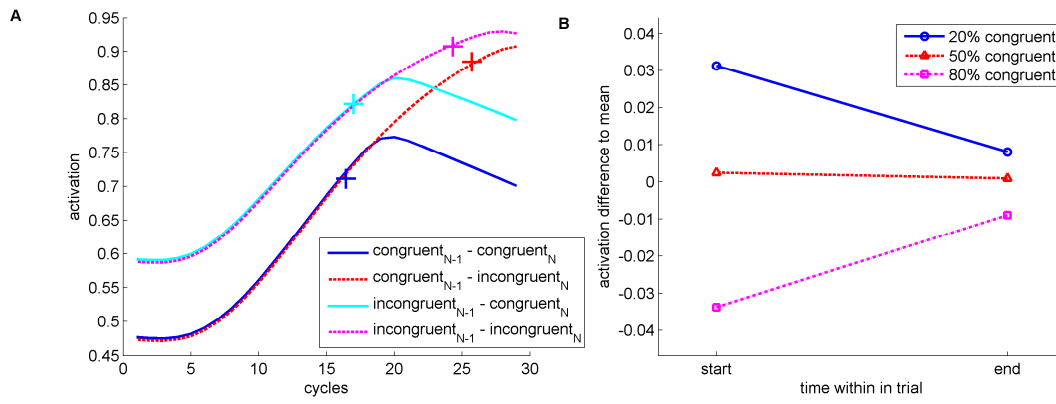 A
0.95
0.9
0.85
0.8
0.75
0.7
0.65
0.6
0.55
0.5
0.45
0 5 10 15 20 25 30
activation
cycles
congruentN-1 - congruentN
congruentN-1 - incongruentN
incongruentN-1 - congruentN
incongruentN-1 - incongruentN
B
20% congruent
50% congruent
80% congruent
0.04
0.03
0.02
0.01
0
-0.01
-0.02
-0.03
-0.04
activation difference to mean
start end
time within in trial